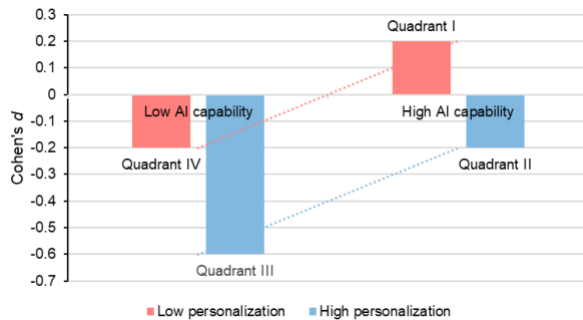 0.3
Quadrant I
0.2
0.1
0
Low AI capability
High AI capability
-0.1
-0.2
Quadrant IV
Quadrant II
-0.3
-0.4
-0.5
-0.6
Quadrant III
-0.7
Cohen's d
Low personalization
High personalization